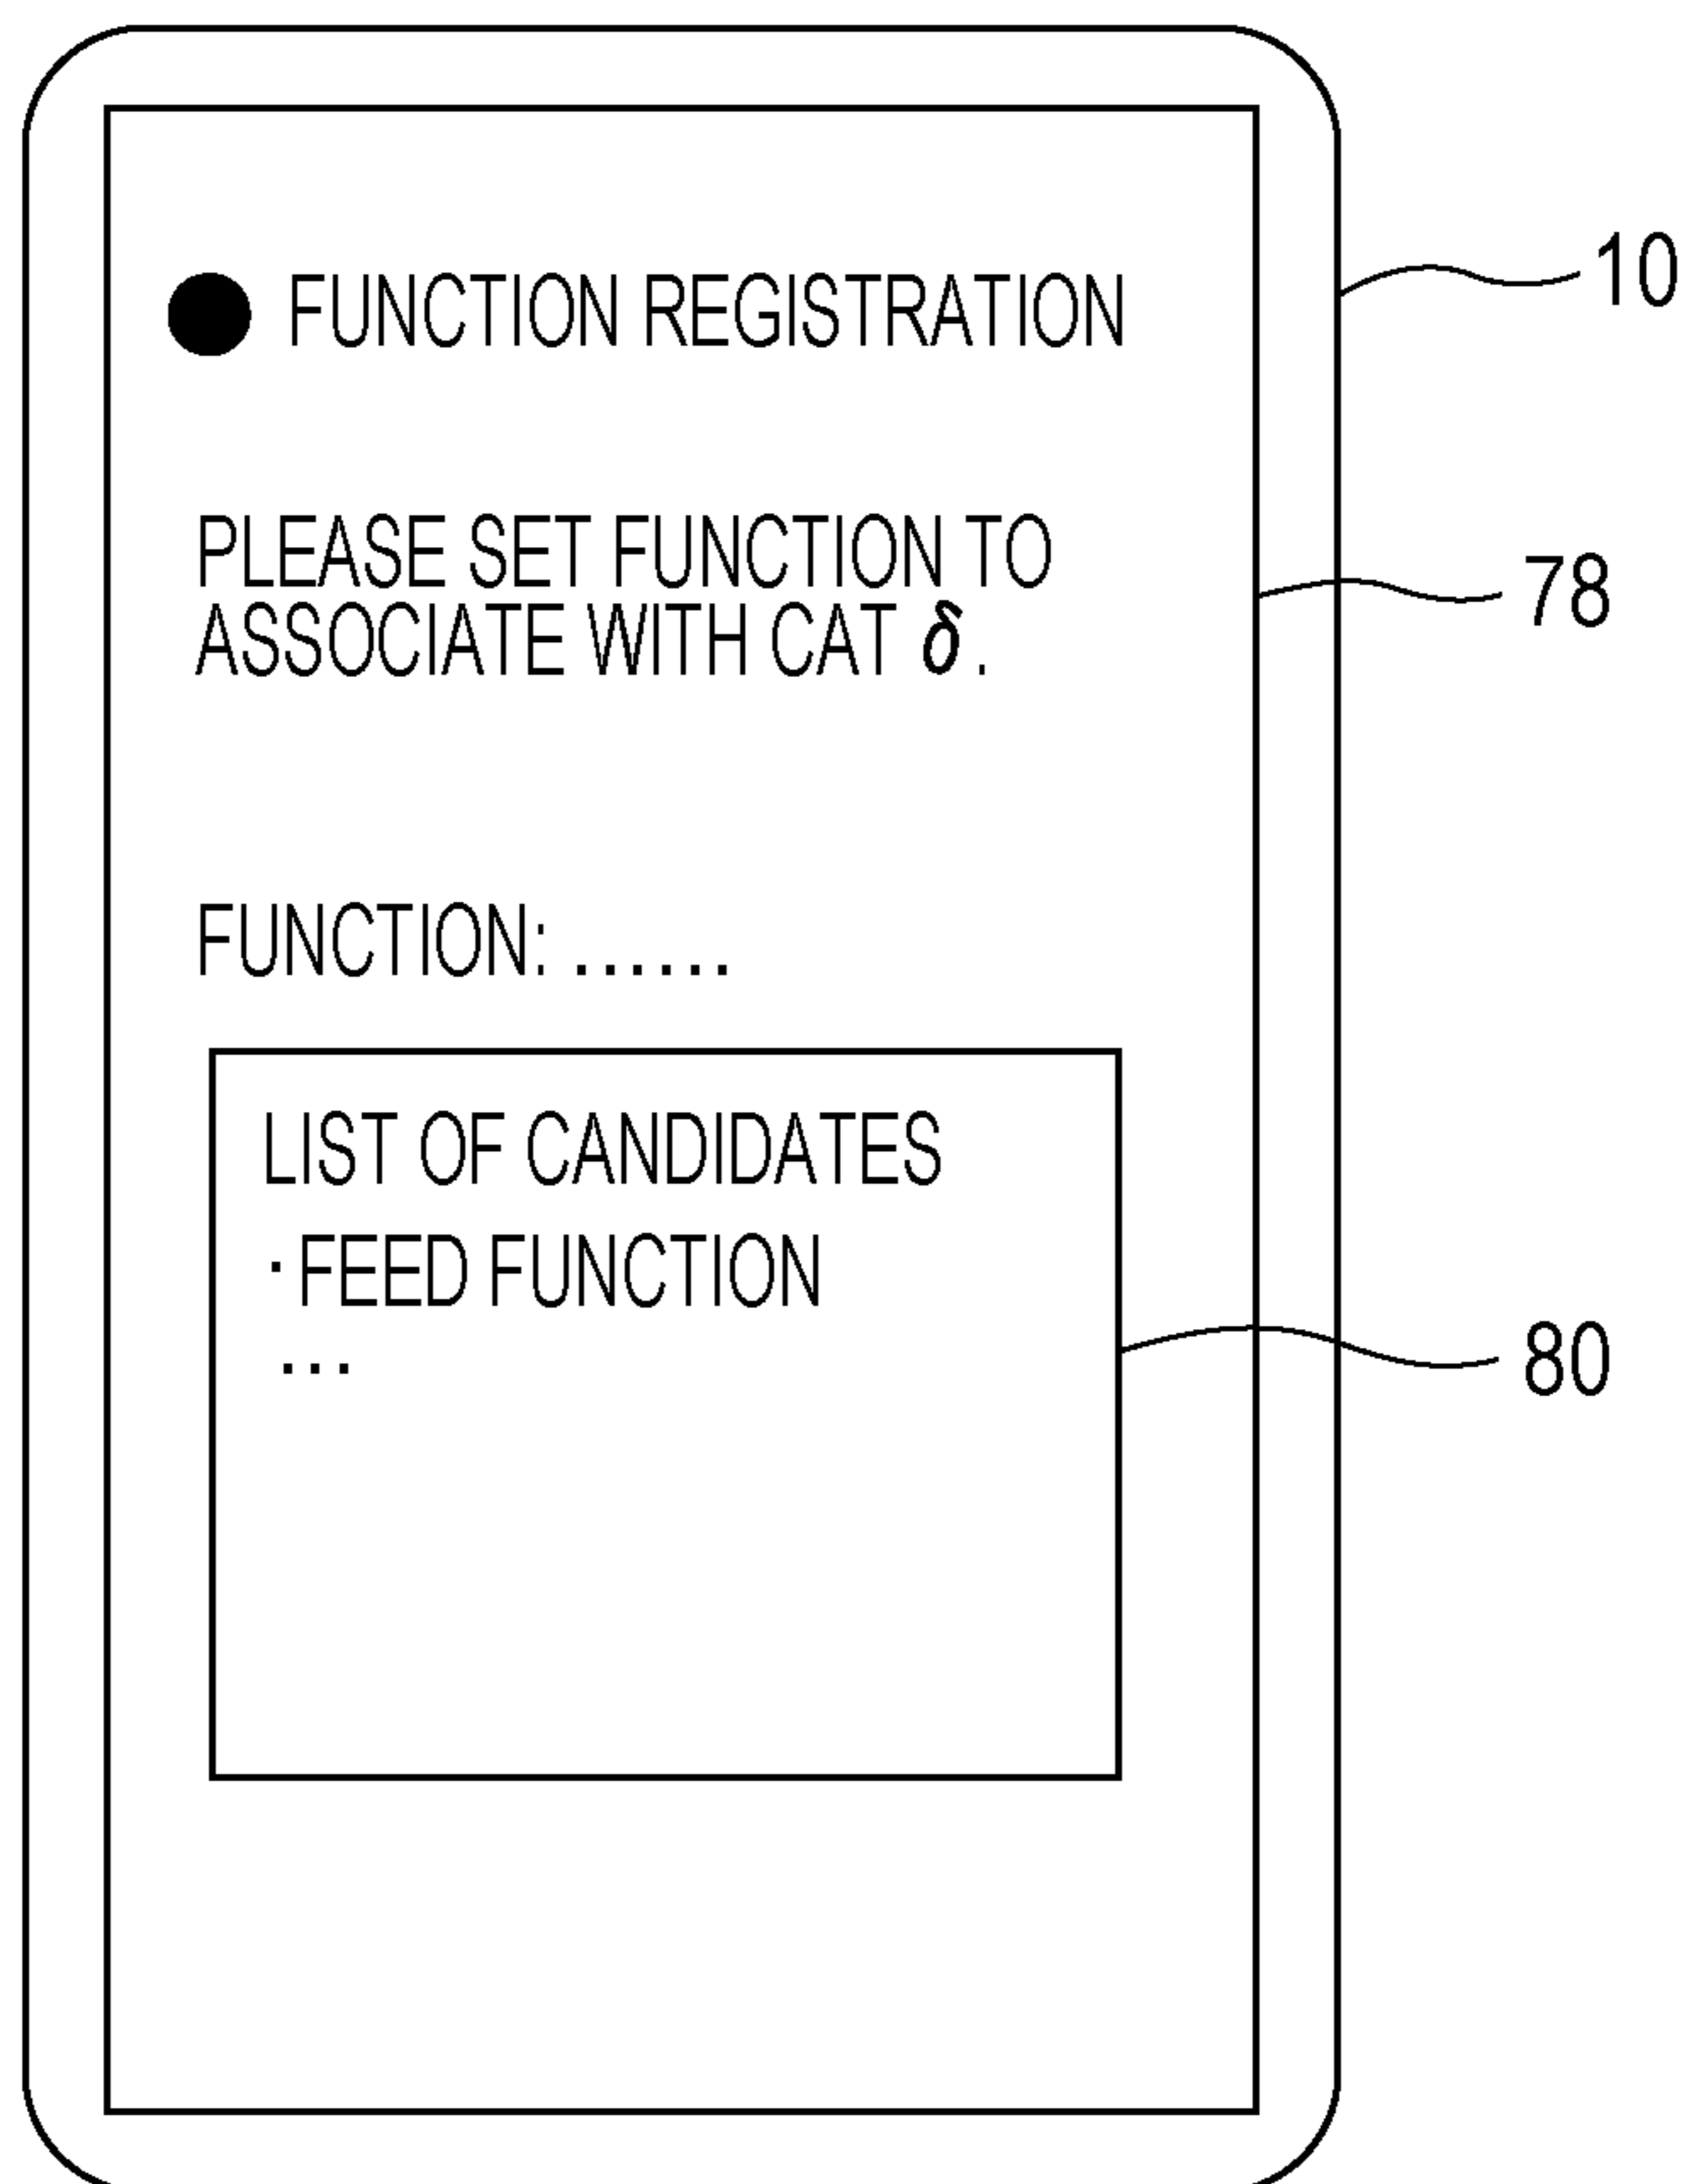 ● FUNCTION REGISTRATION
10
PLEASE SET FUNCTION TO
ASSOCIATE WITH CAT δ.
78
FUNCTION: ......
LIST OF CANDIDATES
·FEED FUNCTION
...
80